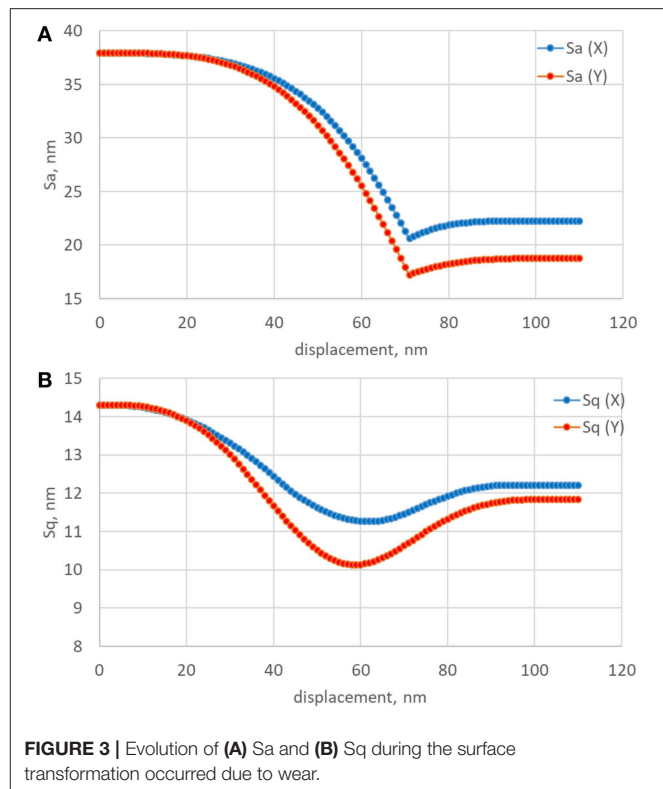 A
40
35
30
25
20
15
Sa, nm
Sa (X)
Sa (Y)
0 20 40 60 80 100 120
displacement, nm
B
15
14
13
12
11
10
9
8
Sq, nm
Sq (X)
Sq (Y)
0 20 40 60 80 100 120
displacement, nm
FIGURE 3 | Evolution of (A) Sa and (B) Sq during the surface
transformation occurred due to wear.